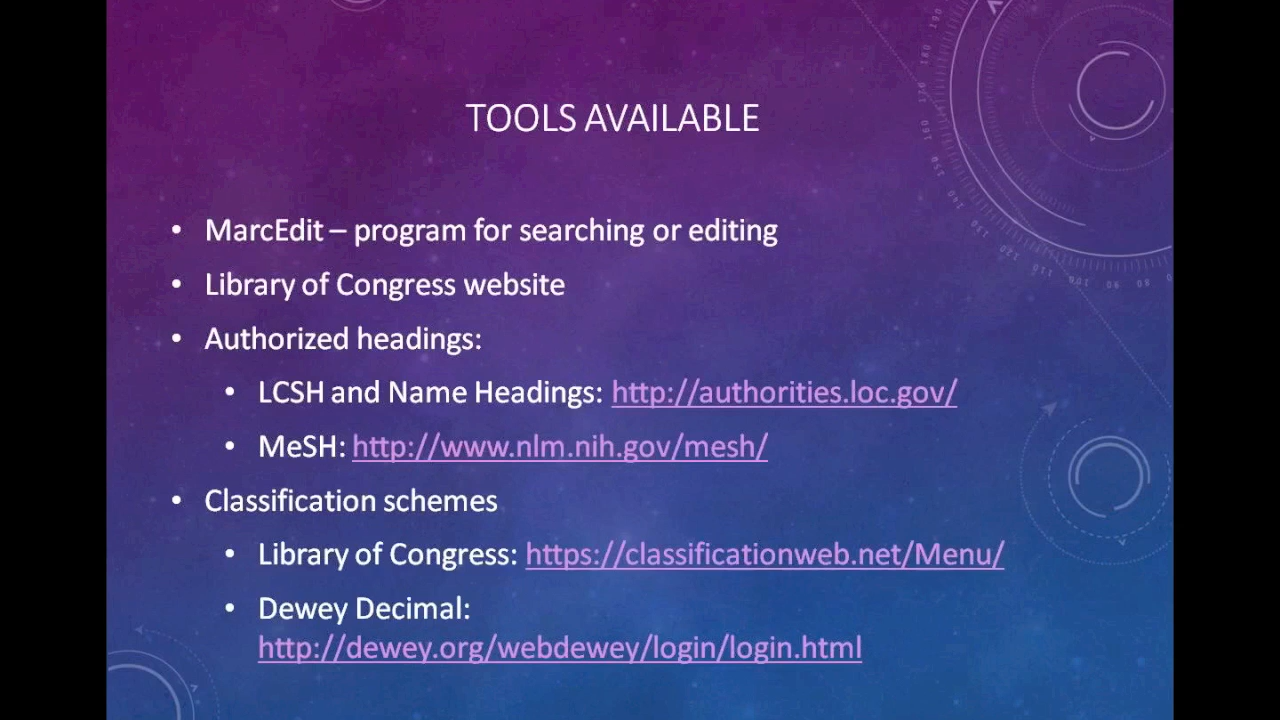 TOOLS AVAILABLE
• MarcEdit – program for searching or editing
• Library of Congress website
• Authorized headings:
• LCSH and Name Headings: http://authorities.loc.gov/
• MeSH: http://www.nlm.nih.gov/mesh/
• Classification schemes
• Library of Congress: https://classificationweb.net/Menu/
• Dewey Decimal:
http://dewey.org/webdewey/login/login.html